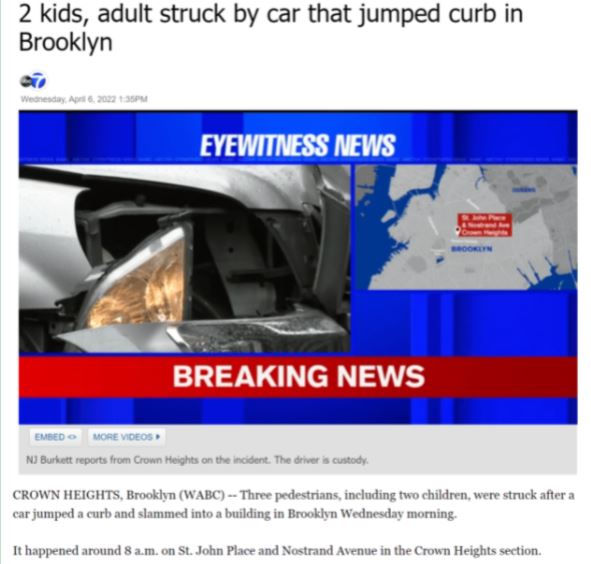 2 kids, adult struck by car that jumped curb in
Brooklyn
abc 7
Wednesday, April 6, 2022 1:35PM
EYEWITNESS NEWS
QUEENS
St. John Place
& Nostrand Ave
Crown Heights
BROOKLYN
BREAKING NEWS
EMBED <> MORE VIDEOS
NJ Burkett reports from Crown Heights on the incident. The driver is custody.
CROWN HEIGHTS, Brooklyn (WABC) -- Three pedestrians, including two children, were struck after a
car jumped a curb and slammed into a building in Brooklyn Wednesday morning.
It happened around 8 a.m. on St. John Place and Nostrand Avenue in the Crown Heights section.